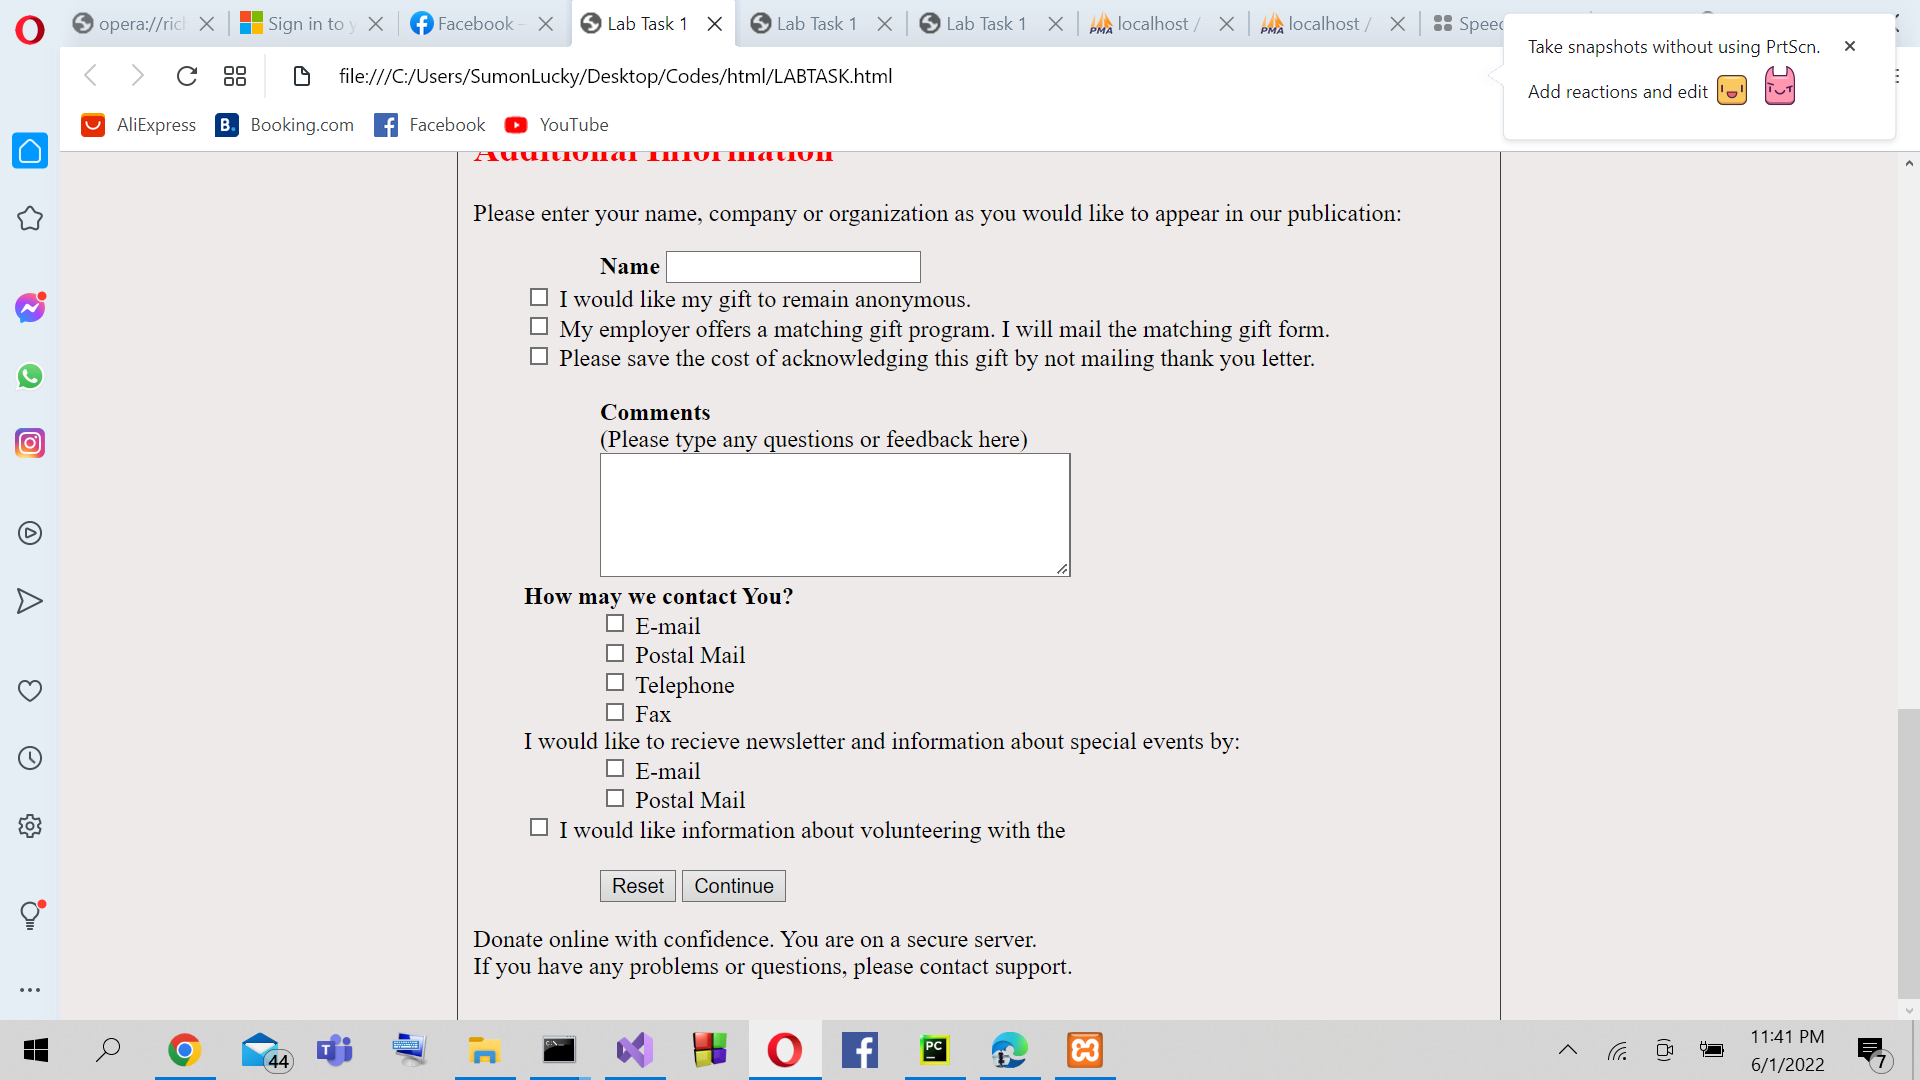 opera://ric
Sign in to y
Facebook -
Lab Task 1
Lab Task 1
Lab Task 1
PMA localhost /
PMA localhost /
Take snapshots without using PrtScn.
Add reactions and edit
file:///C:/Users/SumonLucky/Desktop/Codes/html/LABTASK.html
AliExpress
B. Booking.com
Facebook
YouTube
Additional Information
Please enter your name, company or organization as you would like to appear in our publication:
Name
I would like my gift to remain anonymous.
My employer offers a matching gift program. I will mail the matching gift form.
Please save the cost of acknowledging this gift by not mailing thank you letter.
Comments
(Please type any questions or feedback here)
How may we contact You?
E-mail
Postal Mail
Telephone
Fax
I would like to recieve newsletter and information about special events by:
E-mail
Postal Mail
I would like information about volunteering with the
Reset Continue
Donate online with confidence. You are on a secure server.
If you have any problems or questions, please contact support.
44
PC
11:41 PM
6/1/2022
7